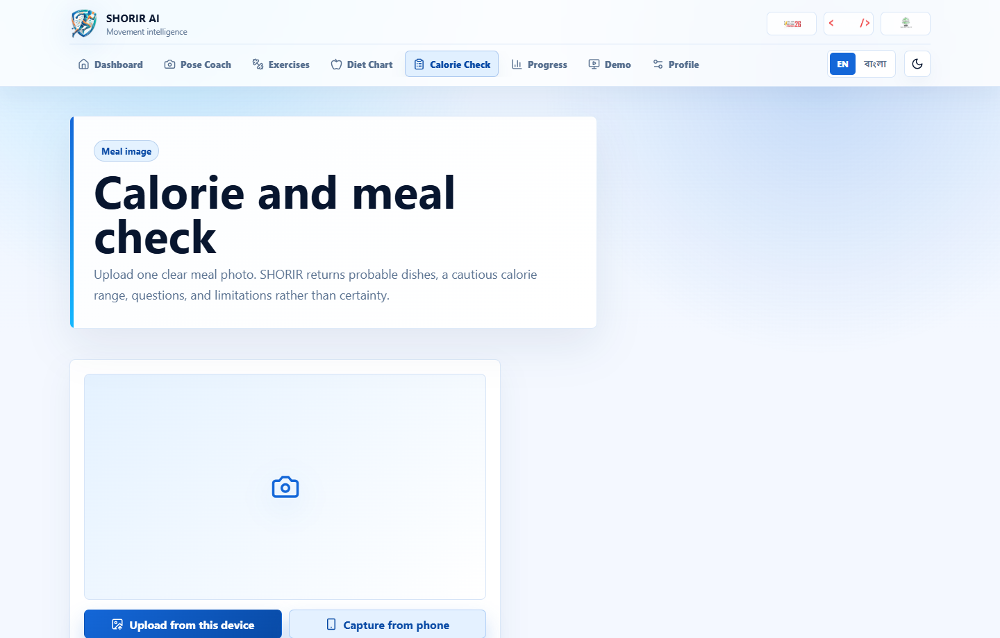 SHORIR AI
Movement intelligence
< />
Dashboard
Pose Coach
Exercises
Diet Chart
Calorie Check
Progress
Demo
Profile
EN
বাংলা
Meal image
Calorie and meal
check
Upload one clear meal photo. SHORIR returns probable dishes, a cautious calorie
range, questions, and limitations rather than certainty.
Upload from this device
Capture from phone